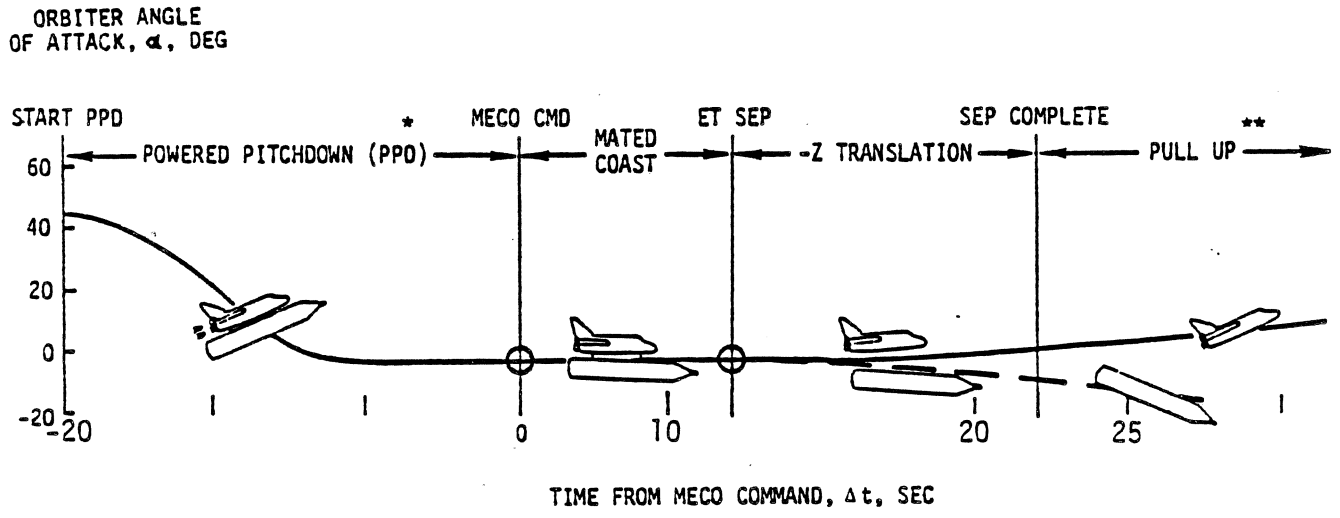 ORBITER ANGLE
OF ATTACK, α, DEG
START PPD * MECO CMD ET SEP SEP COMPLETE **
POWERED PITCHDOWN (PPD) MATED COAST -Z TRANSLATION PULL UP
60
40
20
0
-20
-20 0 10 20 25
TIME FROM MECO COMMAND, Δt, SEC